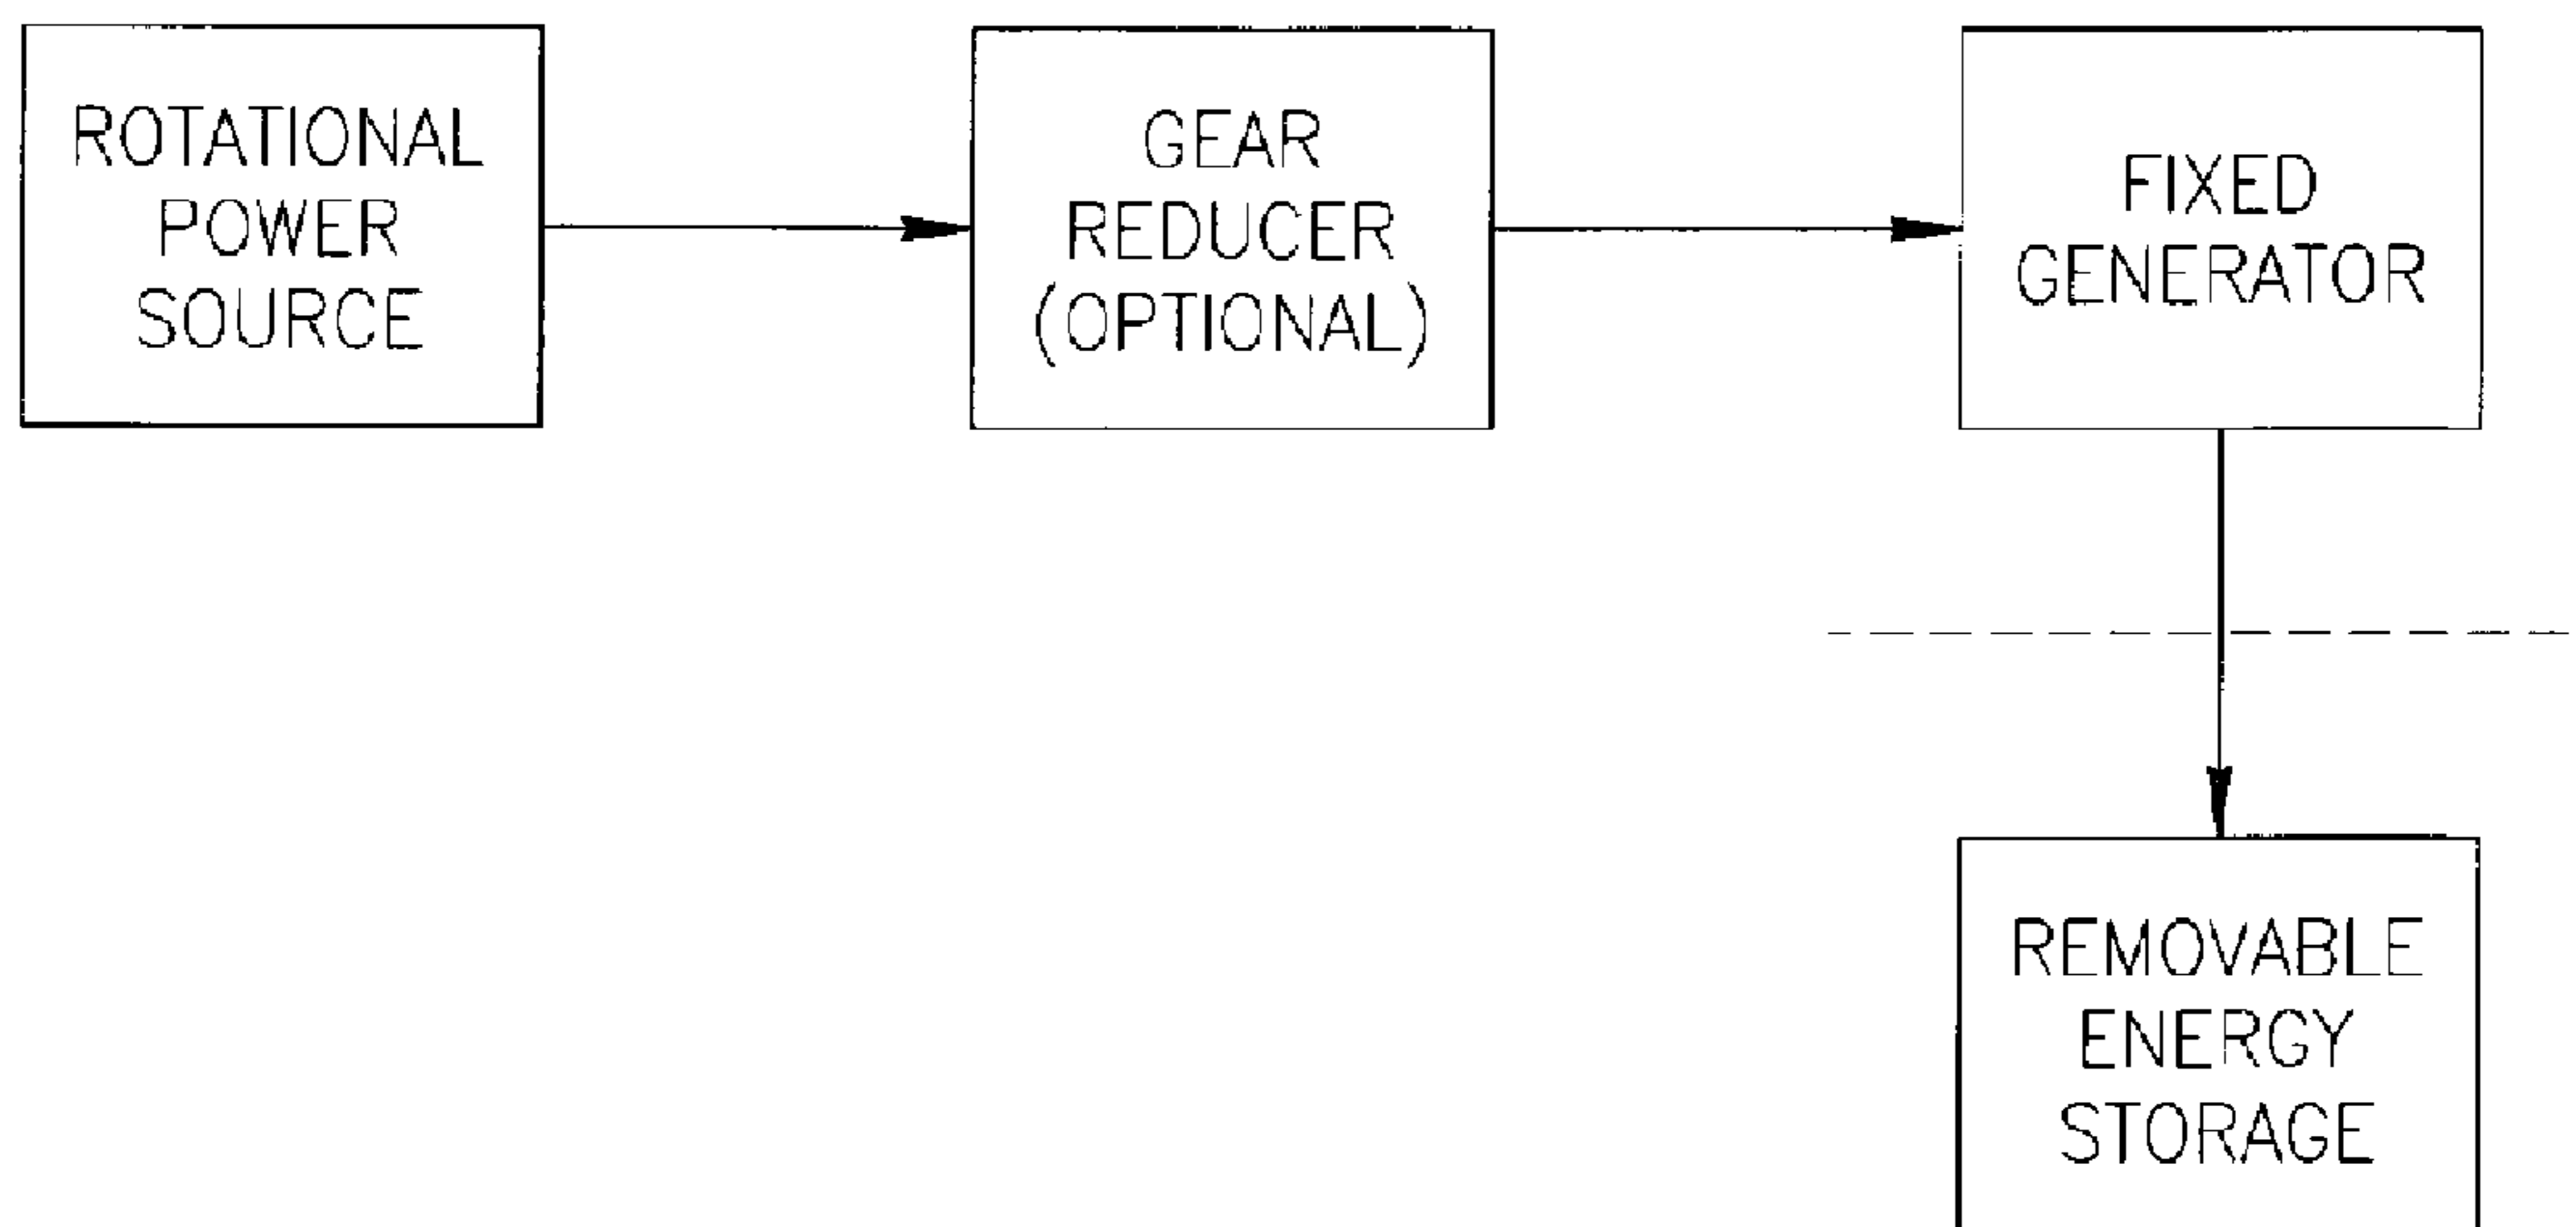 ROTATIONAL
POWER
SOURCE
GEAR
REDUCER
(OPTIONAL)
FIXED
GENERATOR
REMOVABLE
ENERGY
STORAGE